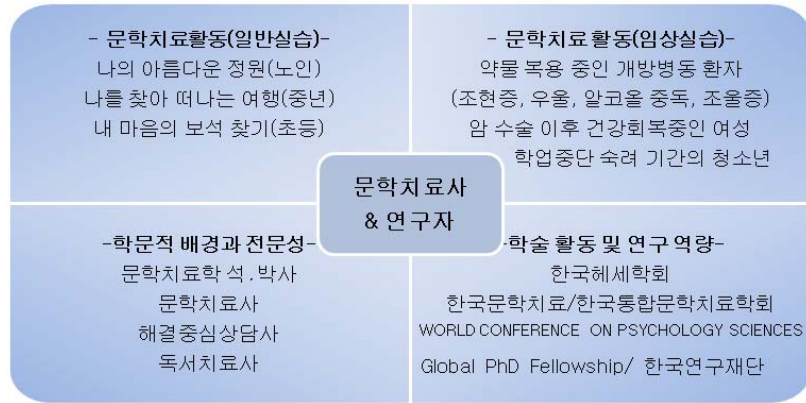 - 문학치료활동(일반실습)-
나의 아름다운 정원(노인)
나를 찾아 떠나는 여행(중년)
내 마음의 보석 찾기(초등)
- 문학치료 활동(임상실습)-
약물 복용 중인 개방병동 환자
(조현증, 우울, 알코올 중독, 조울증)
암 수술 이후 건강회복중인 여성
학업중단 숙려 기간의 청소년
문학치료사
& 연구자
-학문적 배경과 전문성-
문학치료학 석.박사
문학치료사
해결중심상담사
독서치료사
-학술 활동 및 연구 역량-
한국헤세학회
한국문학치료/한국통합문학치료학회
WORLD CONFERENCE ON PSYCHOLOGY SCIENCES
Global PhD Fellowship/ 한국연구재단